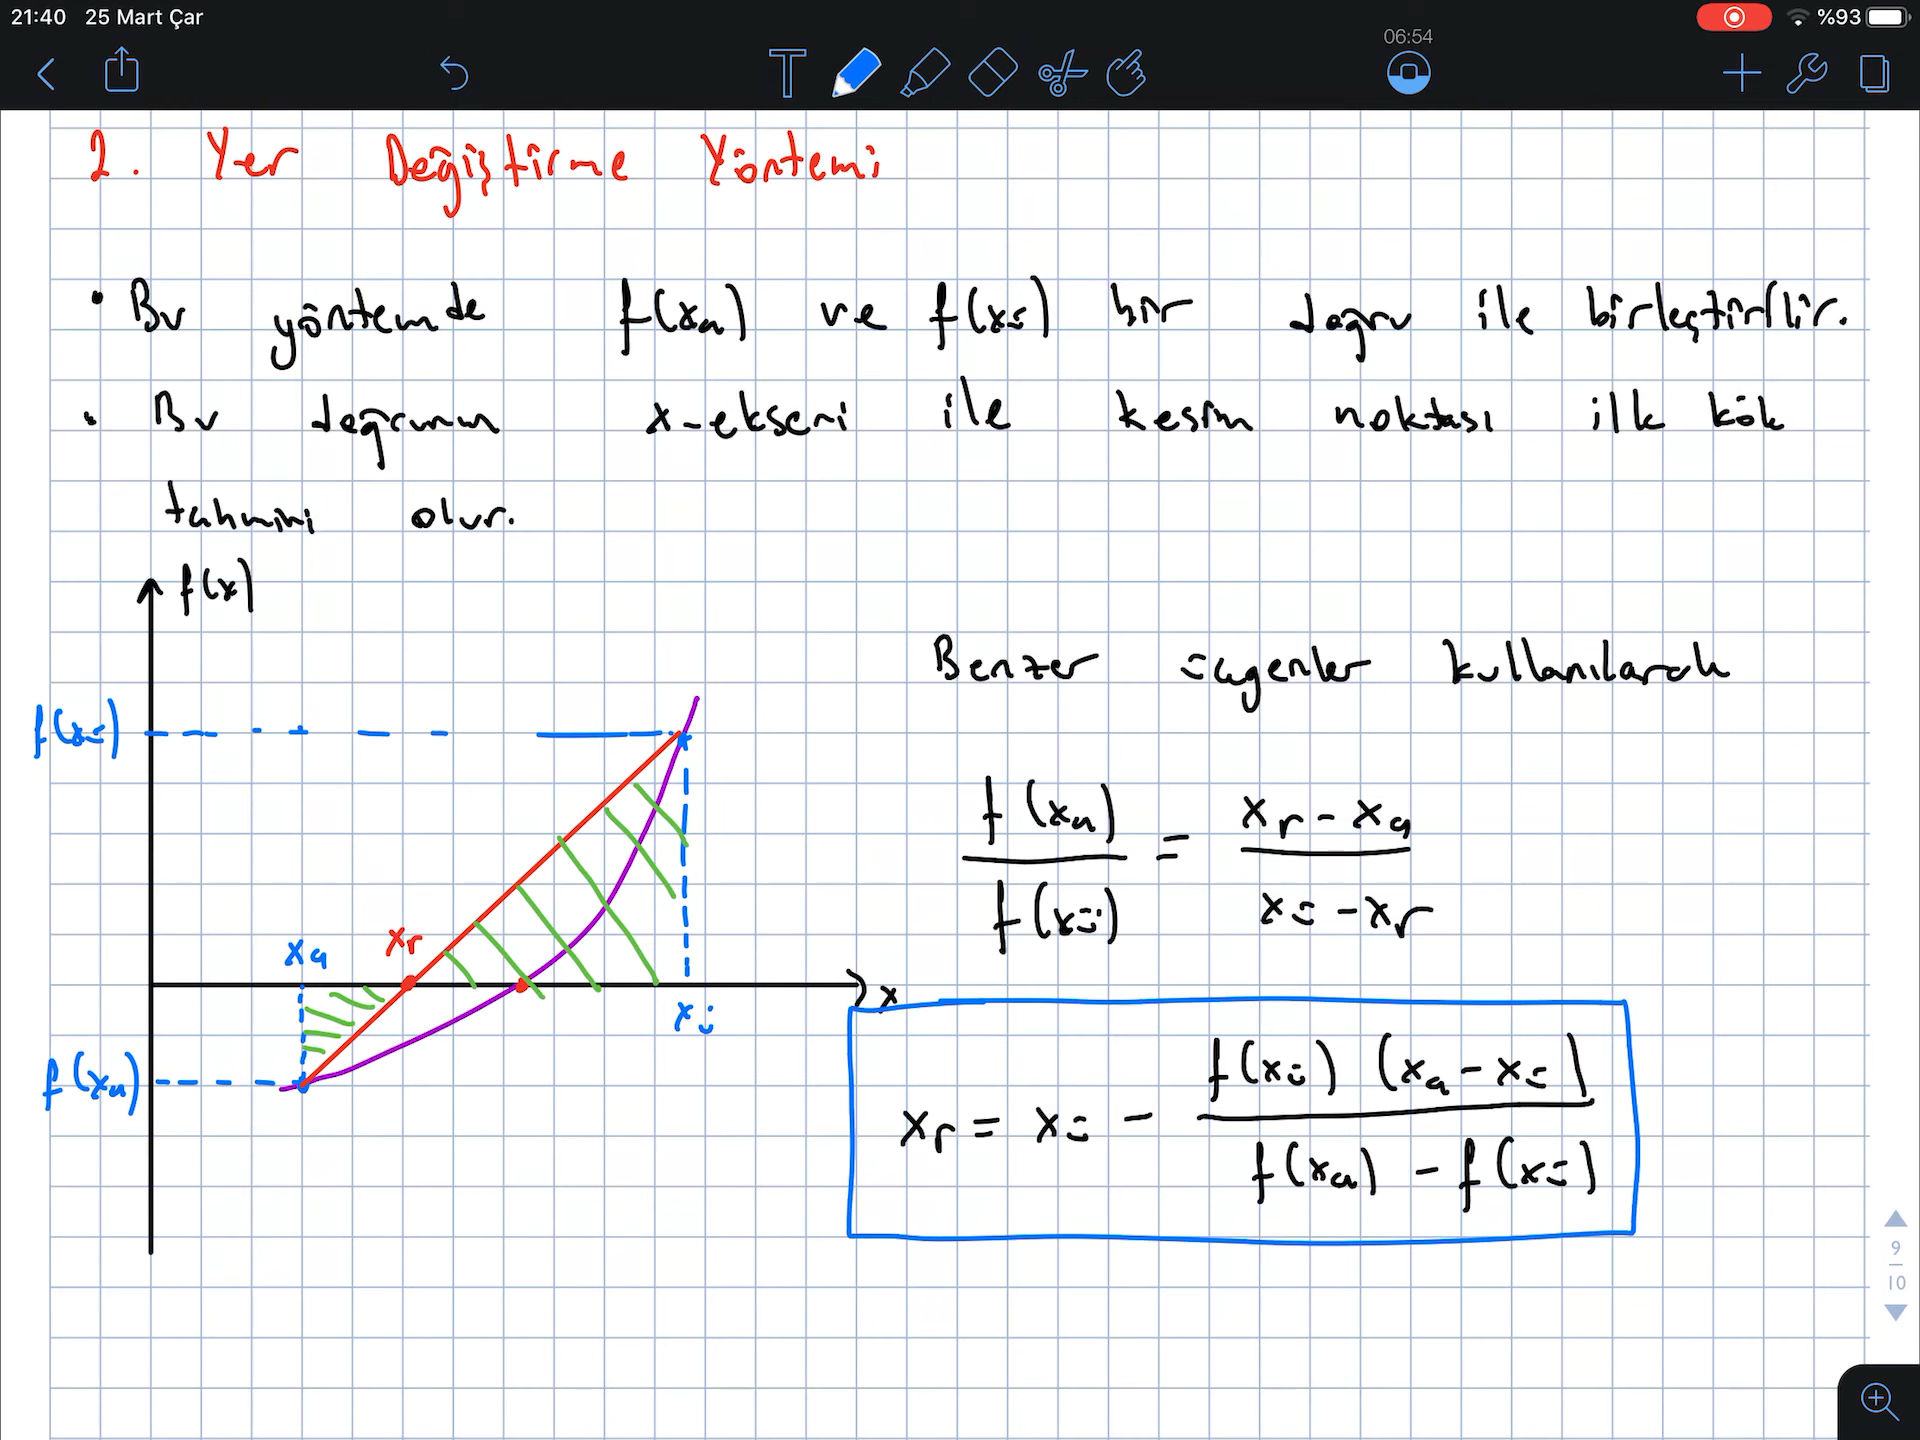 21:40 25 Mart Çar %93
06:54
2. Yer Değiştirme Yöntemi
• Bu yöntemde f(xa) ve f(xü) bir doğru ile birleştirilir.
• Bu doğrunun x-ekseni ile kesim noktası ilk kök
tahmini olur.
f(x)
Benzer üçgenler kullanılarak
f(xü)
f(xa) / f(xü) = xr - xa / xü - xr
xa xr
x
xü
f(xa)
xr = xü - f(xü) (xa - xü) / f(xa) - f(xü)
9
10